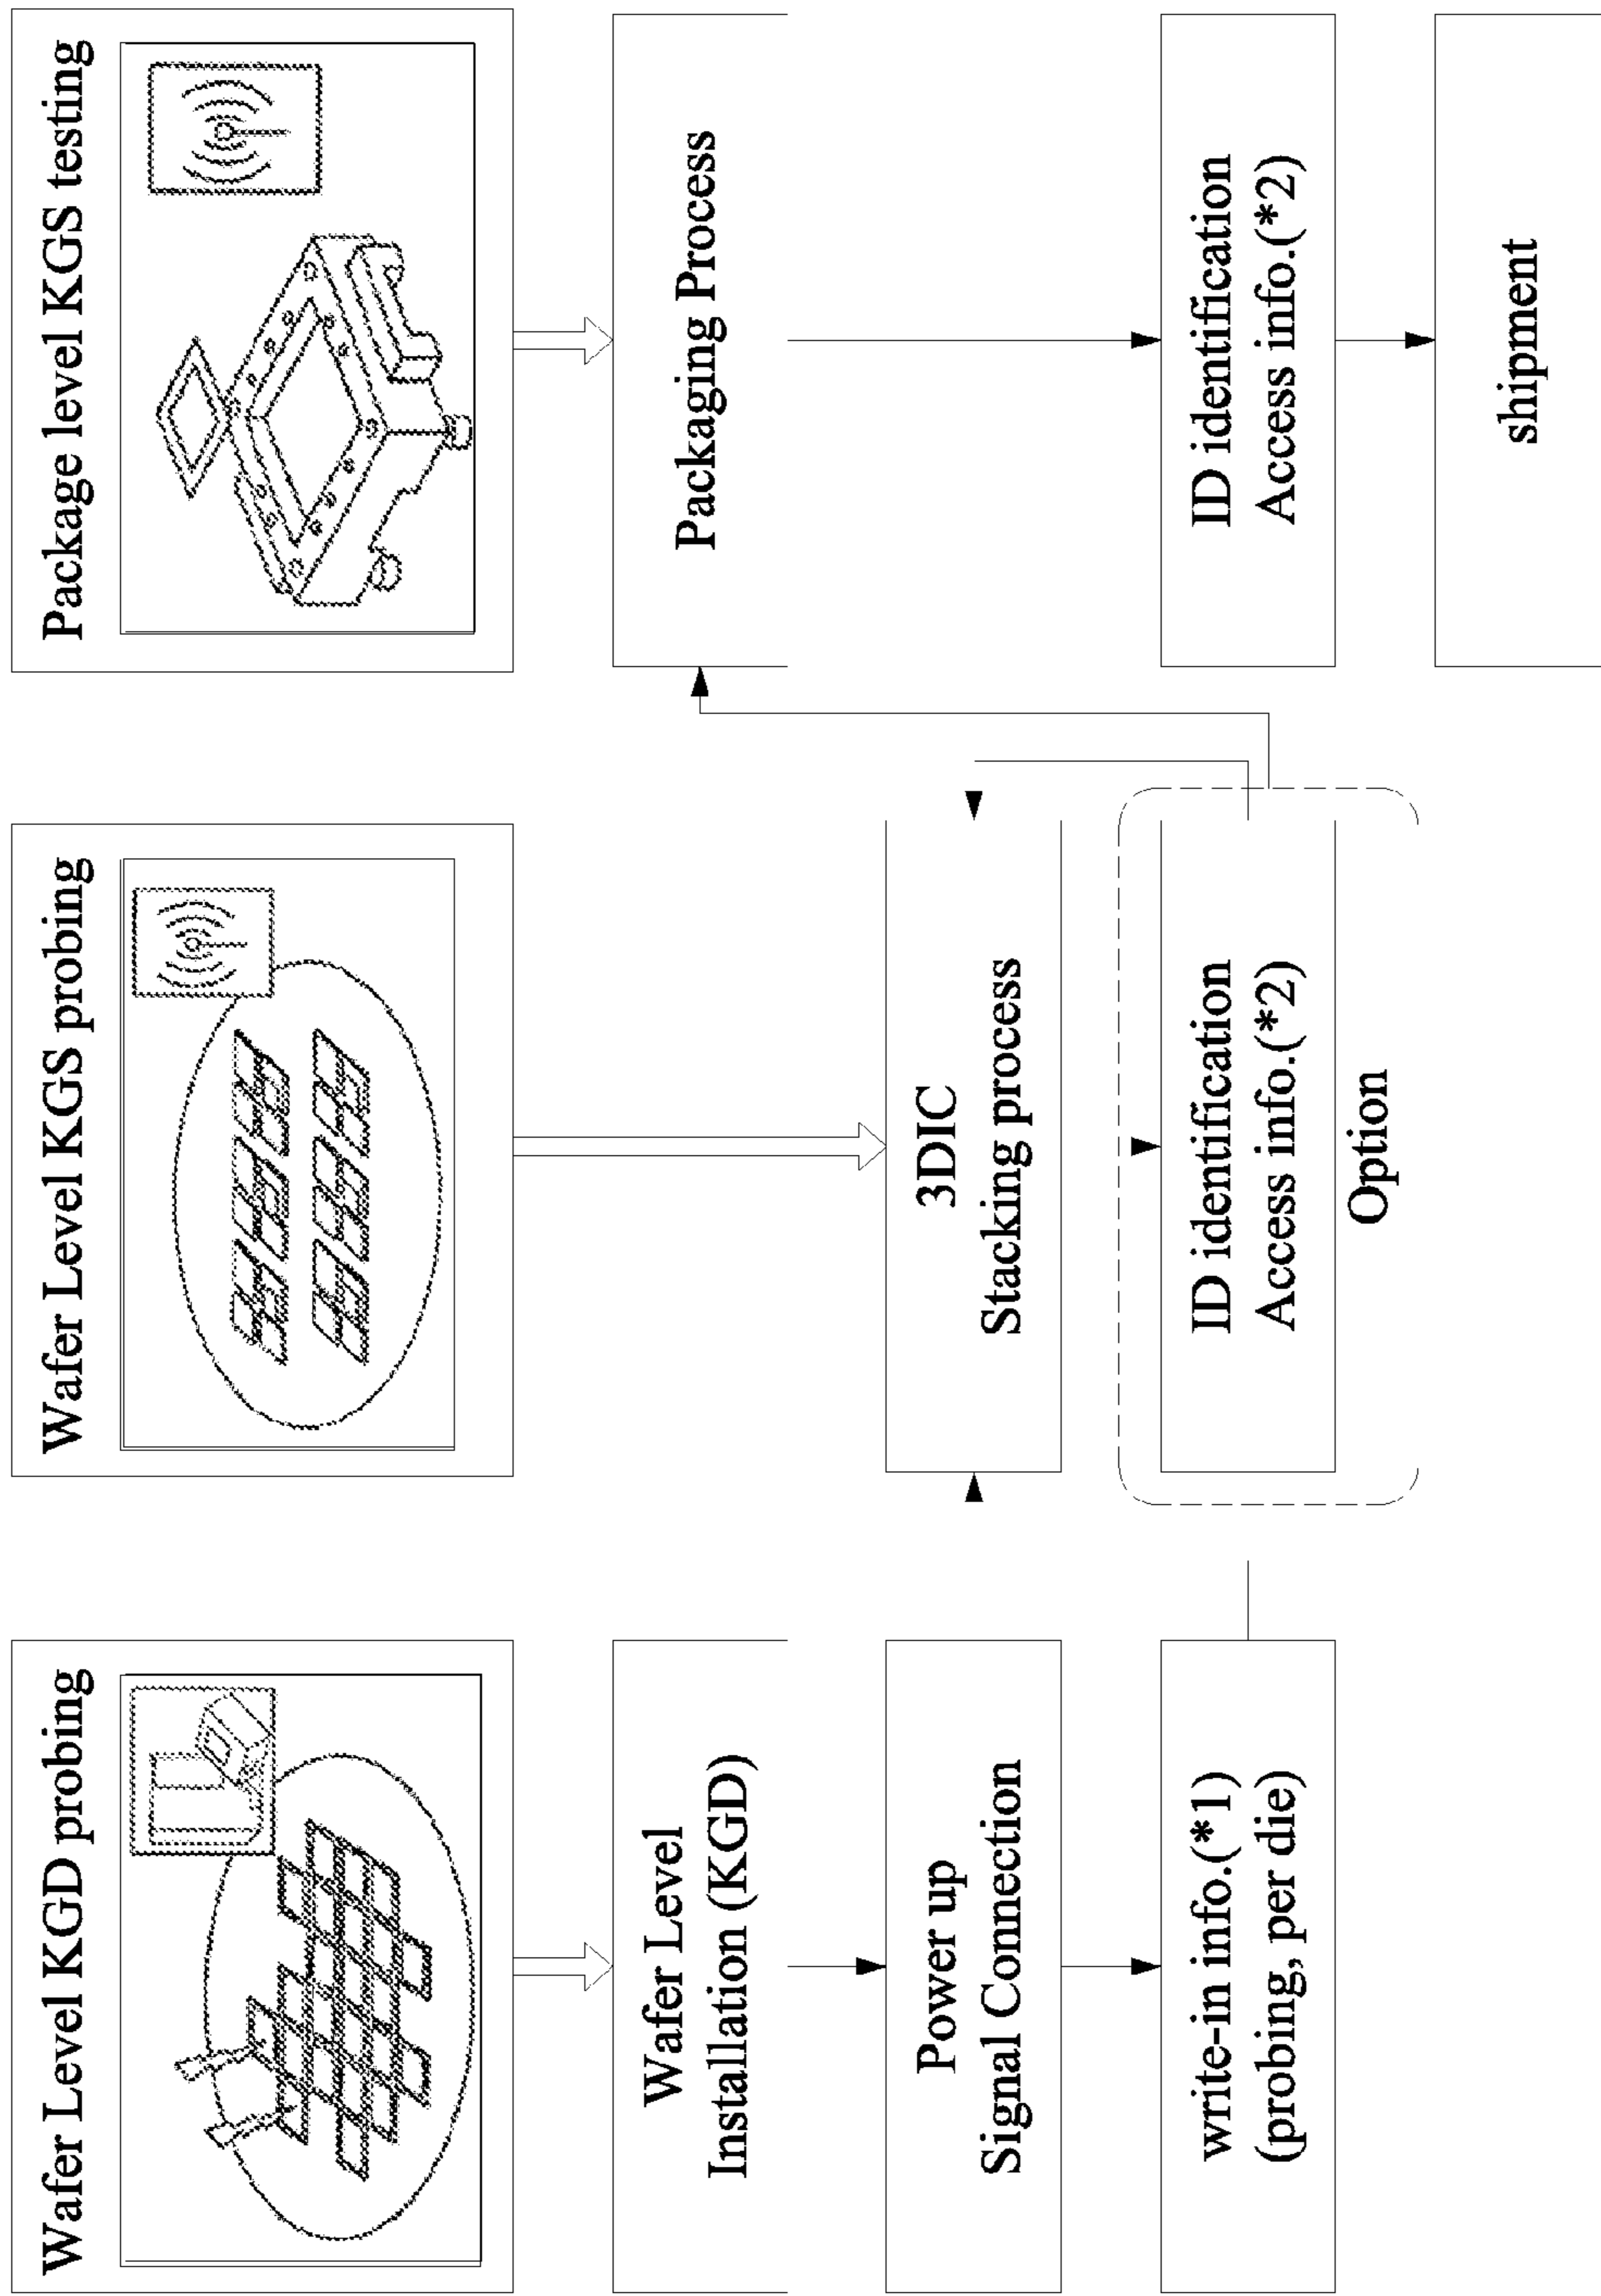 Wafer Level KGD probing
Wafer Level
Installation (KGD)
Power up
Signal Connection
write-in info.(*1)
(probing, per die)
Wafer Level KGS probing
3DIC
Stacking process
ID identification
Access info.(*2)
Option
Package level KGS testing
Packaging Process
ID identification
Access info.(*2)
shipment